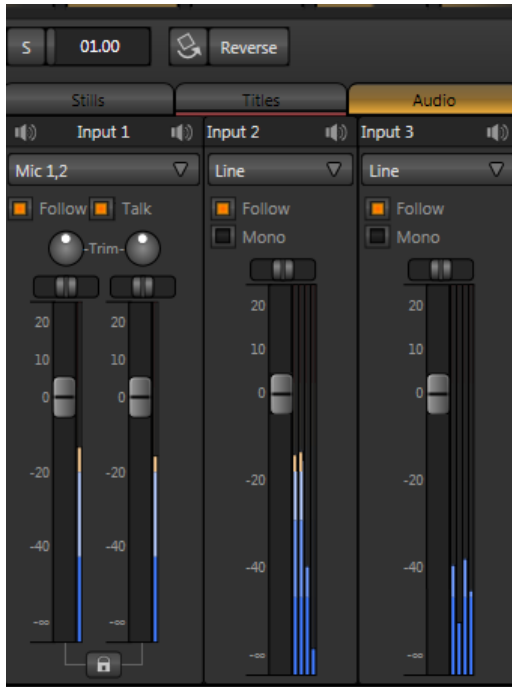 S 01.00 Reverse
Stills Titles Audio
Input 1 Input 2 Input 3
Mic 1,2 Line Line
Follow Talk Follow Follow
-Trim- Mono Mono
20 20 20 20
10 10 10 10
0 0 0 0
-20 -20 -20 -20
-40 -40 -40 -40
-∞ -∞ -∞ -∞